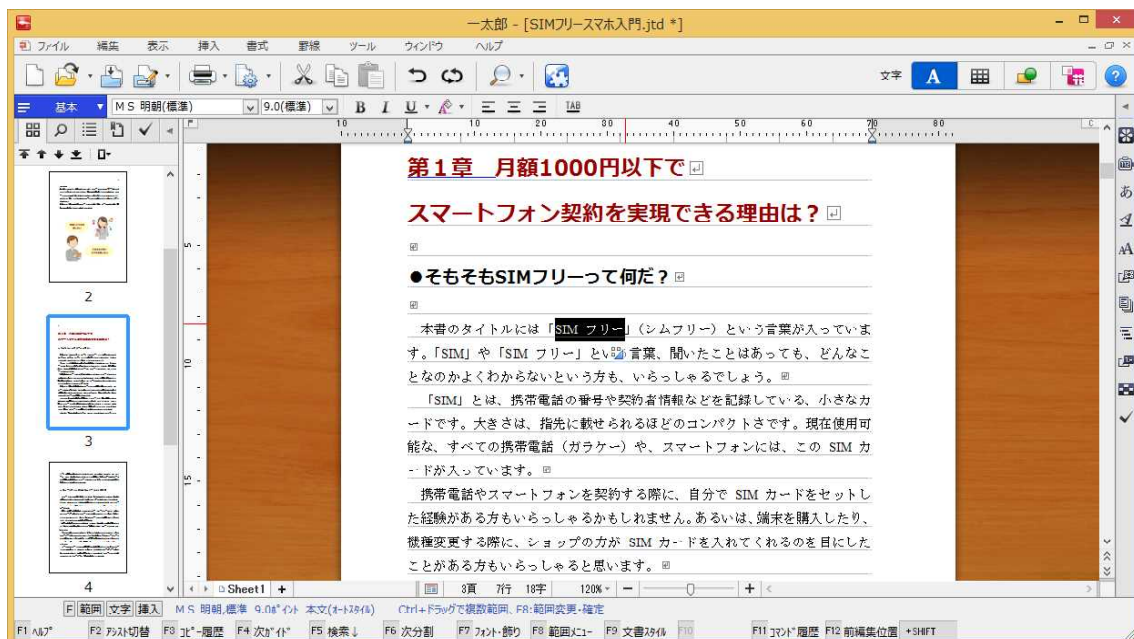 一太郎 - [SIMフリースマホ入門.jtd *]
ファイル 編集 表示 挿入 書式 罫線 ツール ウィンドウ ヘルプ
文字 A
基本 MS 明朝(標準) 9.0(標準) B I U TAB
10 10 20 30 40 50 60 70 80
第1章 月額1000円以下で
スマートフォン契約を実現できる理由は？
●そもそもSIMフリーって何だ？
本書のタイトルには「SIM フリー」（シムフリー）という言葉が入っていま
す。「SIM」や「SIM フリー」とい 言葉、聞いたことはあっても、どんなこ
となのかよくわからないという方も、いらっしゃるでしょう。
「SIM」とは、携帯電話の番号や契約者情報などを記録している、小さなカ
ードです。大きさは、指先に載せられるほどのコンパクトさです。現在使用可
能な、すべての携帯電話（ガラケー）や、スマートフォンには、この SIM カ
ードが入っています。
携帯電話やスマートフォンを契約する際に、自分で SIM カードをセットし
た経験がある方もいらっしゃるかもしれません。あるいは、端末を購入したり、
機種変更する際に、ショップの方が SIM カードを入れてくれるのを目にした
ことがある方もいらっしゃると思います。
2
3
4
5
10
15
Sheet1 + 3頁 7行 18字 120% − +
F 範囲 文字 挿入 MS 明朝,標準 9.0ポイント 本文(オートスタイル) Ctrl+ドラッグで複数範囲、F8:範囲変更・確定
F1 ヘルプ F2 アシスト切替 F3 コピー履歴 F4 次ガイド F5 検索↓ F6 次分割 F7 フォント・飾り F8 範囲メニュー F9 文書スタイル F10 F11 コマンド履歴 F12 前編集位置 +SHIFT